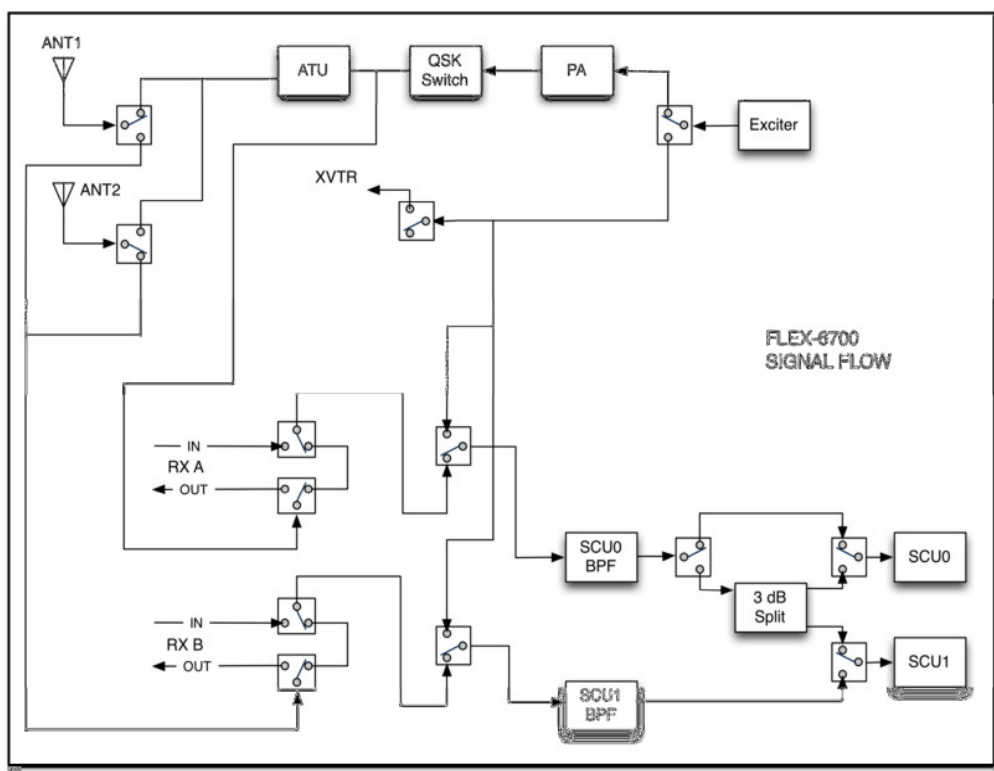 ANT1
ATU
QSK
Switch
PA
Exciter
ANT2
XVTR
FLEX-6700
SIGNAL FLOW
IN
RX A
OUT
SCU0
BPF
SCU0
3 dB
Split
IN
RX B
OUT
SCU1
SCU1
BPF